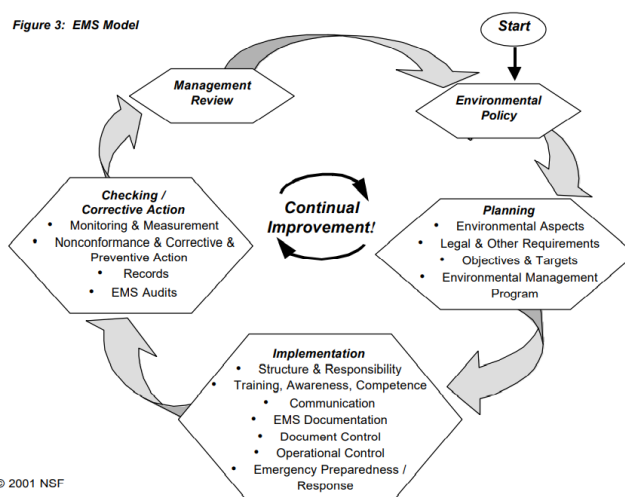 Figure 3:  EMS Model
Start
Management
Review
Environmental
Policy
Checking /
Corrective Action
• Monitoring & Measurement
• Nonconformance & Corrective &
Preventive Action
• Records
• EMS Audits
Continual
Improvement!
Planning
• Environmental Aspects
• Legal & Other Requirements
• Objectives & Targets
• Environmental Management
Program
Implementation
• Structure & Responsibility
• Training, Awareness, Competence
• Communication
• EMS Documentation
• Document Control
• Operational Control
• Emergency Preparedness /
Response
© 2001 NSF